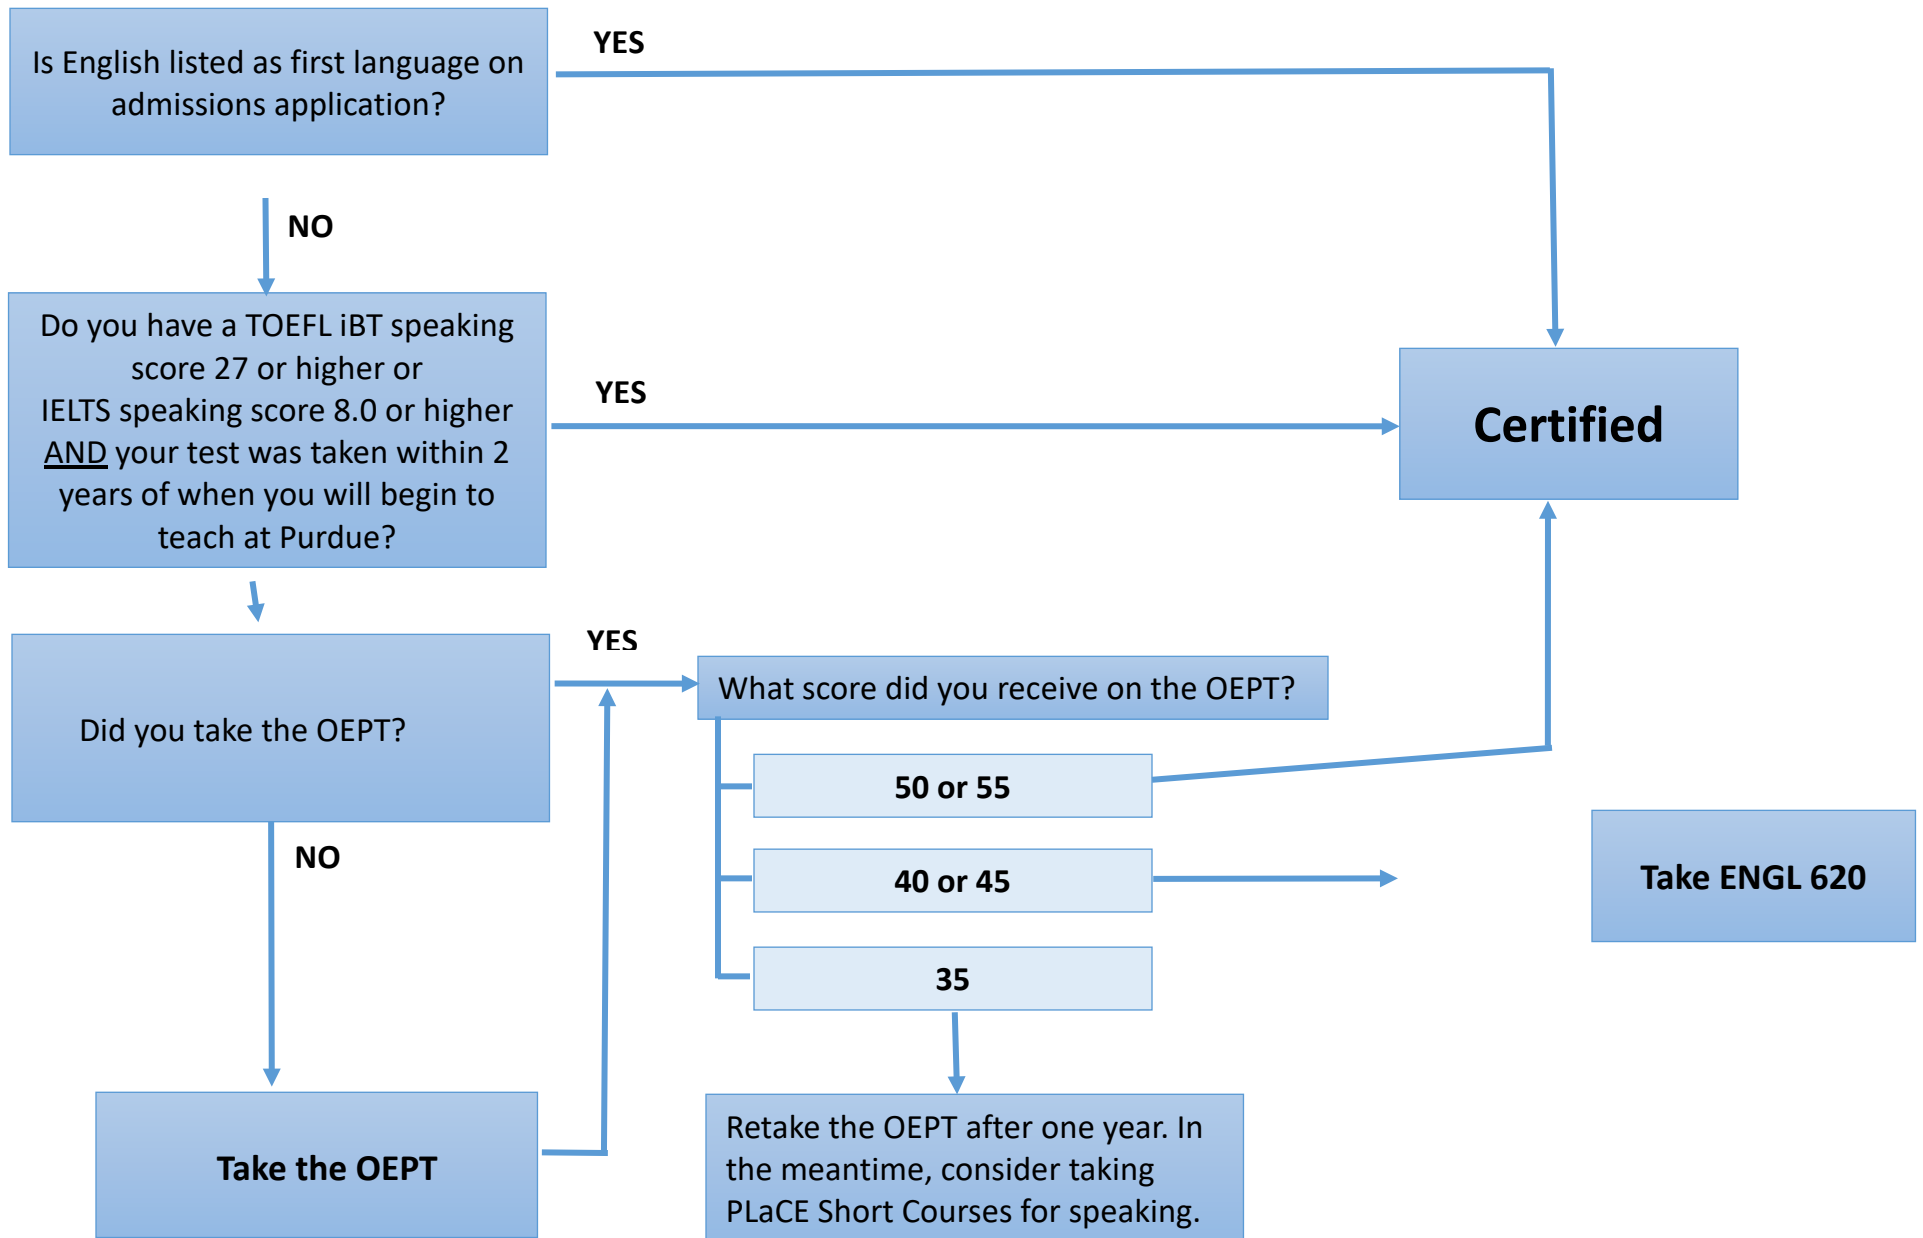 Is English listed as first language on
admissions application?
YES
NO
Do you have a TOEFL iBT speaking
score 27 or higher or
IELTS speaking score 8.0 or higher
AND your test was taken within 2
years of when you will begin to
teach at Purdue?
YES
Certified
Did you take the OEPT?
YES
What score did you receive on the OEPT?
50 or 55
40 or 45
35
Take ENGL 620
NO
Take the OEPT
Retake the OEPT after one year. In
the meantime, consider taking
PLaCE Short Courses for speaking.